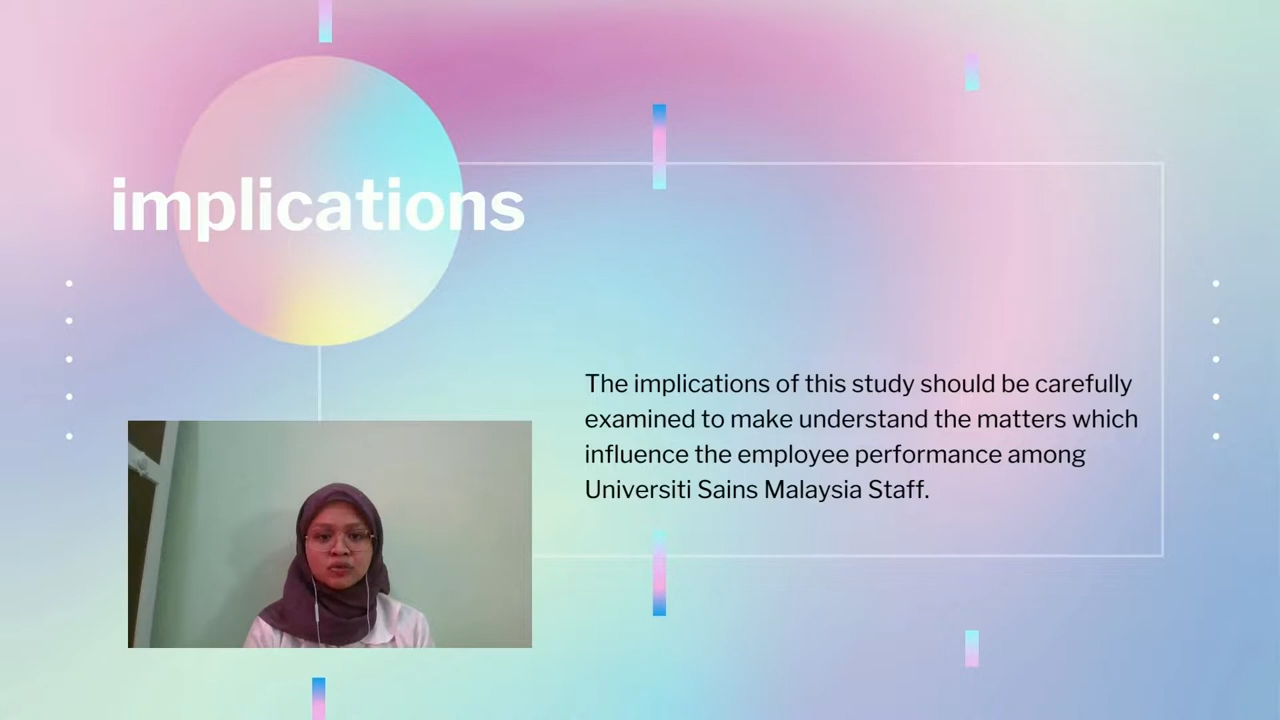 implications
The implications of this study should be carefully
examined to make understand the matters which
influence the employee performance among
Universiti Sains Malaysia Staff.